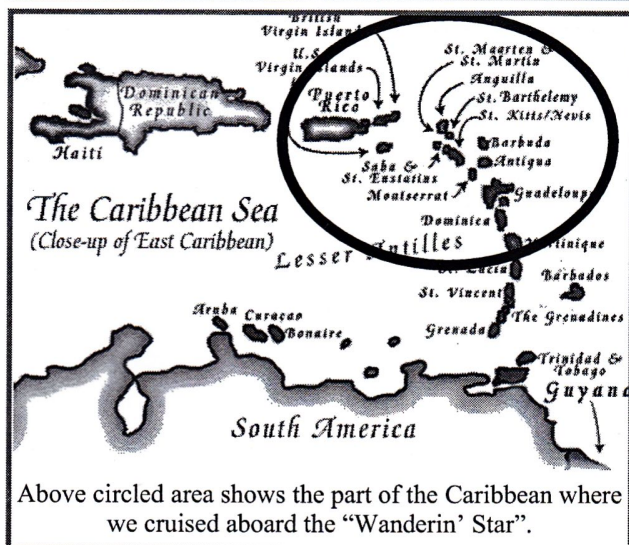 British
Virgin Islands
U.S.
Virgin Islands
Puerto
Rico
St. Maarten &
St. Martin
Anguilla
St. Barthelemy
St. Kitts/Nevis
Barbuda
Antigua
Saba &
St. Eustatius
Montserrat
Guadeloupe
Dominica
Martinique
St. Lucia
Barbados
St. Vincent
The Grenadines
Grenada
Trinidad &
Tobago
Guyana
Dominican
Republic
Haiti
The Caribbean Sea
(Close-up of East Caribbean)
Lesser Antilles
Aruba
Curaçao
Bonaire
South America
Above circled area shows the part of the Caribbean where
we cruised aboard the “Wanderin’ Star”.